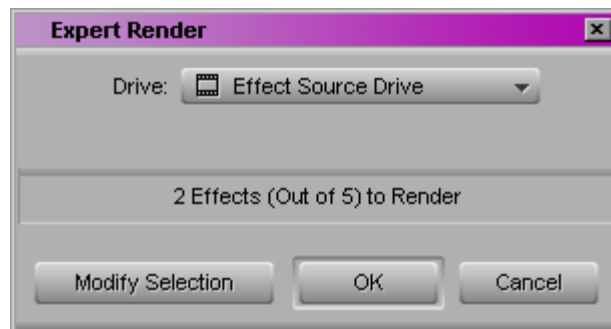 Expert Render
Drive: Effect Source Drive
2 Effects (Out of 5) to Render
Modify Selection OK Cancel